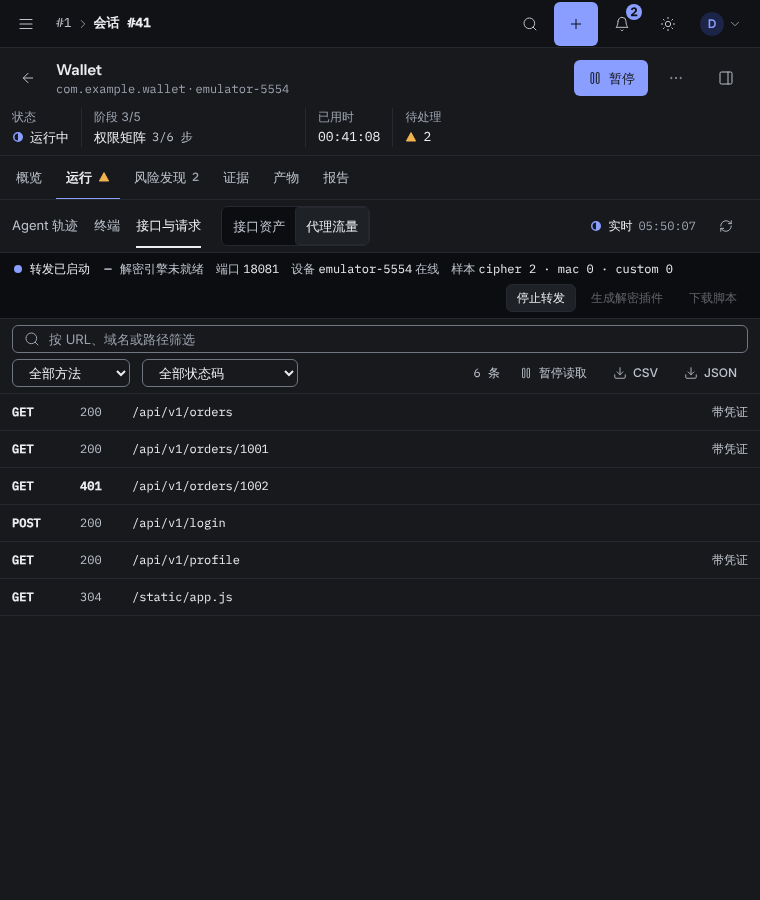 #1 会话 #41 2 D
Wallet
com.example.wallet·emulator-5554
暂停
状态 阶段 3/5 已用时 待处理
运行中 权限矩阵 3/6 步 00:41:08 2
概览 运行 风险发现 2 证据 产物 报告
Agent 轨迹 终端 接口与请求 接口资产 代理流量 实时 05:50:07
转发已启动 — 解密引擎未就绪 端口 18081 设备 emulator-5554 在线 样本 cipher 2 · mac 0 · custom 0
停止转发 生成解密插件 下载脚本
按 URL、域名或路径筛选
全部方法 全部状态码 6 条 暂停读取 CSV JSON
GET 200 /api/v1/orders 带凭证
GET 200 /api/v1/orders/1001 带凭证
GET 401 /api/v1/orders/1002
POST 200 /api/v1/login
GET 200 /api/v1/profile 带凭证
GET 304 /static/app.js